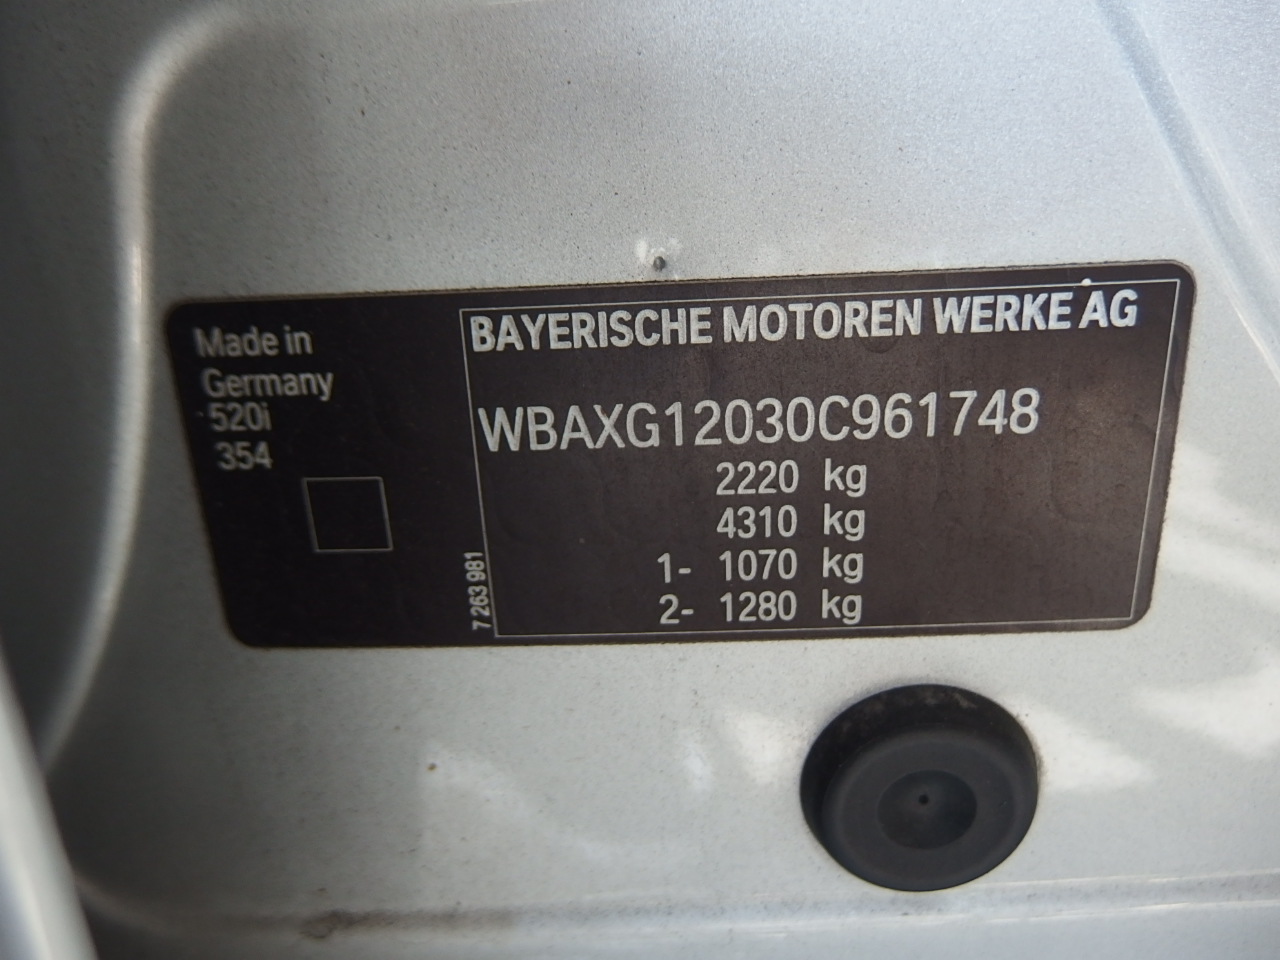 Made in
Germany
520i
354
7 263 981
BAYERISCHE MOTOREN WERKE AG
WBAXG12030C961748
2220 kg
4310 kg
1- 1070 kg
2- 1280 kg